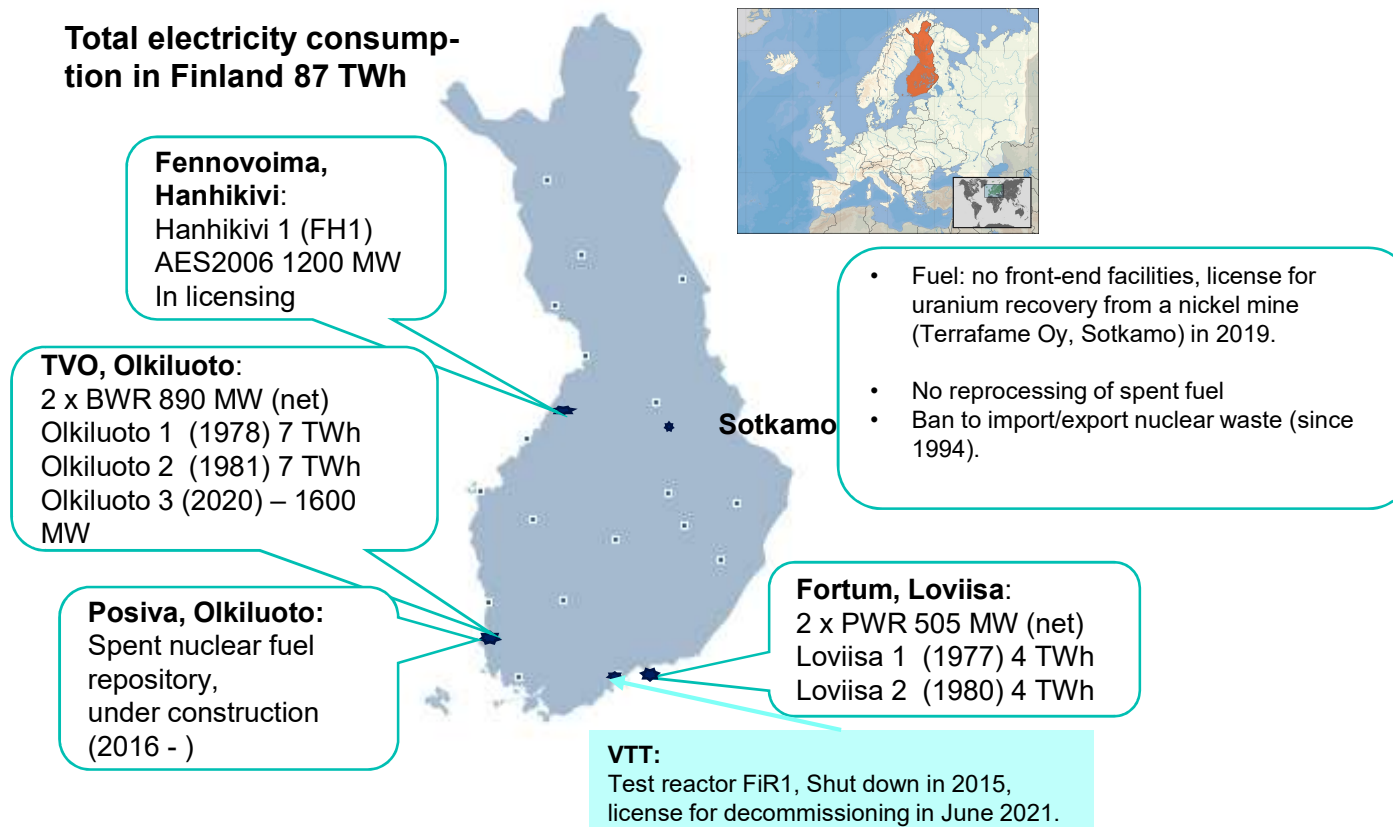 Total electricity consump-
tion in Finland 87 TWh
Fennovoima,
Hanhikivi:
Hanhikivi 1 (FH1)
AES2006 1200 MW
In licensing
TVO, Olkiluoto:
2 x BWR 890 MW (net)
Olkiluoto 1 (1978) 7 TWh
Olkiluoto 2 (1981) 7 TWh
Olkiluoto 3 (2020) – 1600
MW
Posiva, Olkiluoto:
Spent nuclear fuel
repository,
under construction
(2016 - )
Sotkamo
• Fuel: no front-end facilities, license for
uranium recovery from a nickel mine
(Terrafame Oy, Sotkamo) in 2019.
• No reprocessing of spent fuel
• Ban to import/export nuclear waste (since
1994).
Fortum, Loviisa:
2 x PWR 505 MW (net)
Loviisa 1 (1977) 4 TWh
Loviisa 2 (1980) 4 TWh
VTT:
Test reactor FiR1, Shut down in 2015,
license for decommissioning in June 2021.